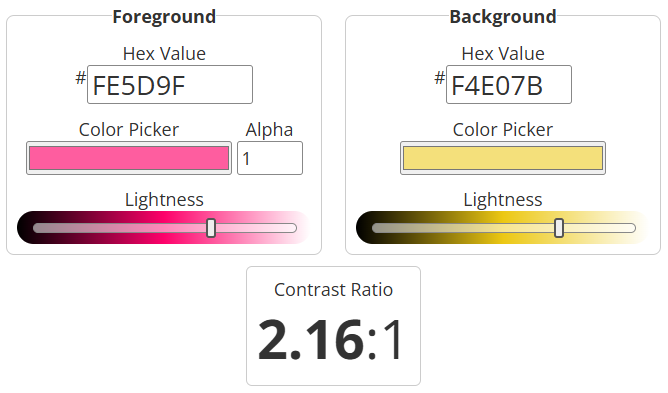 Foreground
Hex Value
# FE5D9F
Color Picker Alpha
1
Lightness
Background
Hex Value
# F4E07B
Color Picker
Lightness
Contrast Ratio
2.16:1